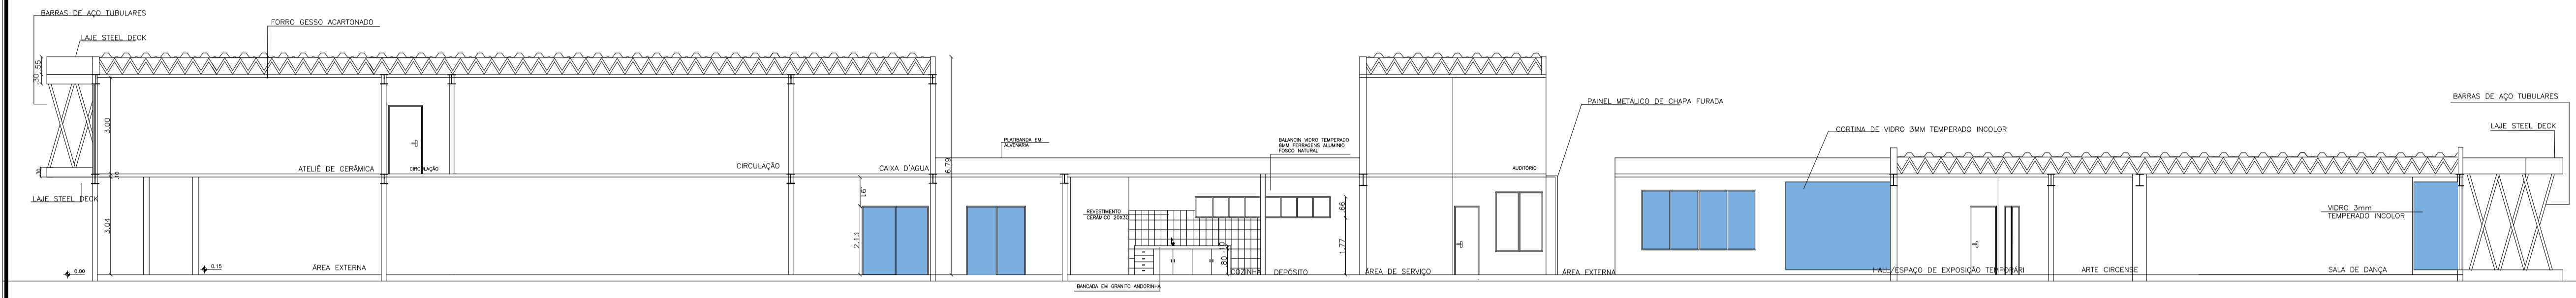 BARRAS DE AÇO TUBULARES
FORRO GESSO ACARTONADO
LAJE STEEL DECK
.55
.30
3.00
.30
.10
ATELIÊ DE CERÂMICA
CIRCULAÇÃO
CIRCULAÇÃO
CAIXA D'AGUA
6.79
LAJE STEEL DECK
3.04
0.00
0.15
ÁREA EXTERNA
.91
2.13
PLATIBANDA EM
ALVENARIA
BALANCIN VIDRO TEMPERADO
8MM FERRAGENS ALUMINIO
FOSCO NATURAL
REVESTIMENTO
CERÂMICO 20X30
.10
.80
COZINHA
DEPÓSITO
BANCADA EM GRANITO ANDORINHA
.66
1.77
ÁREA DE SERVIÇO
AUDITÓRIO
PAINEL METÁLICO DE CHAPA FURADA
ÁREA EXTERNA
CORTINA DE VIDRO 3MM TEMPERADO INCOLOR
HALL/ESPAÇO DE EXPOSIÇÃO TEMPORÁRI
ARTE CIRCENSE
SALA DE DANÇA
VIDRO 3mm
TEMPERADO INCOLOR
BARRAS DE AÇO TUBULARES
LAJE STEEL DECK